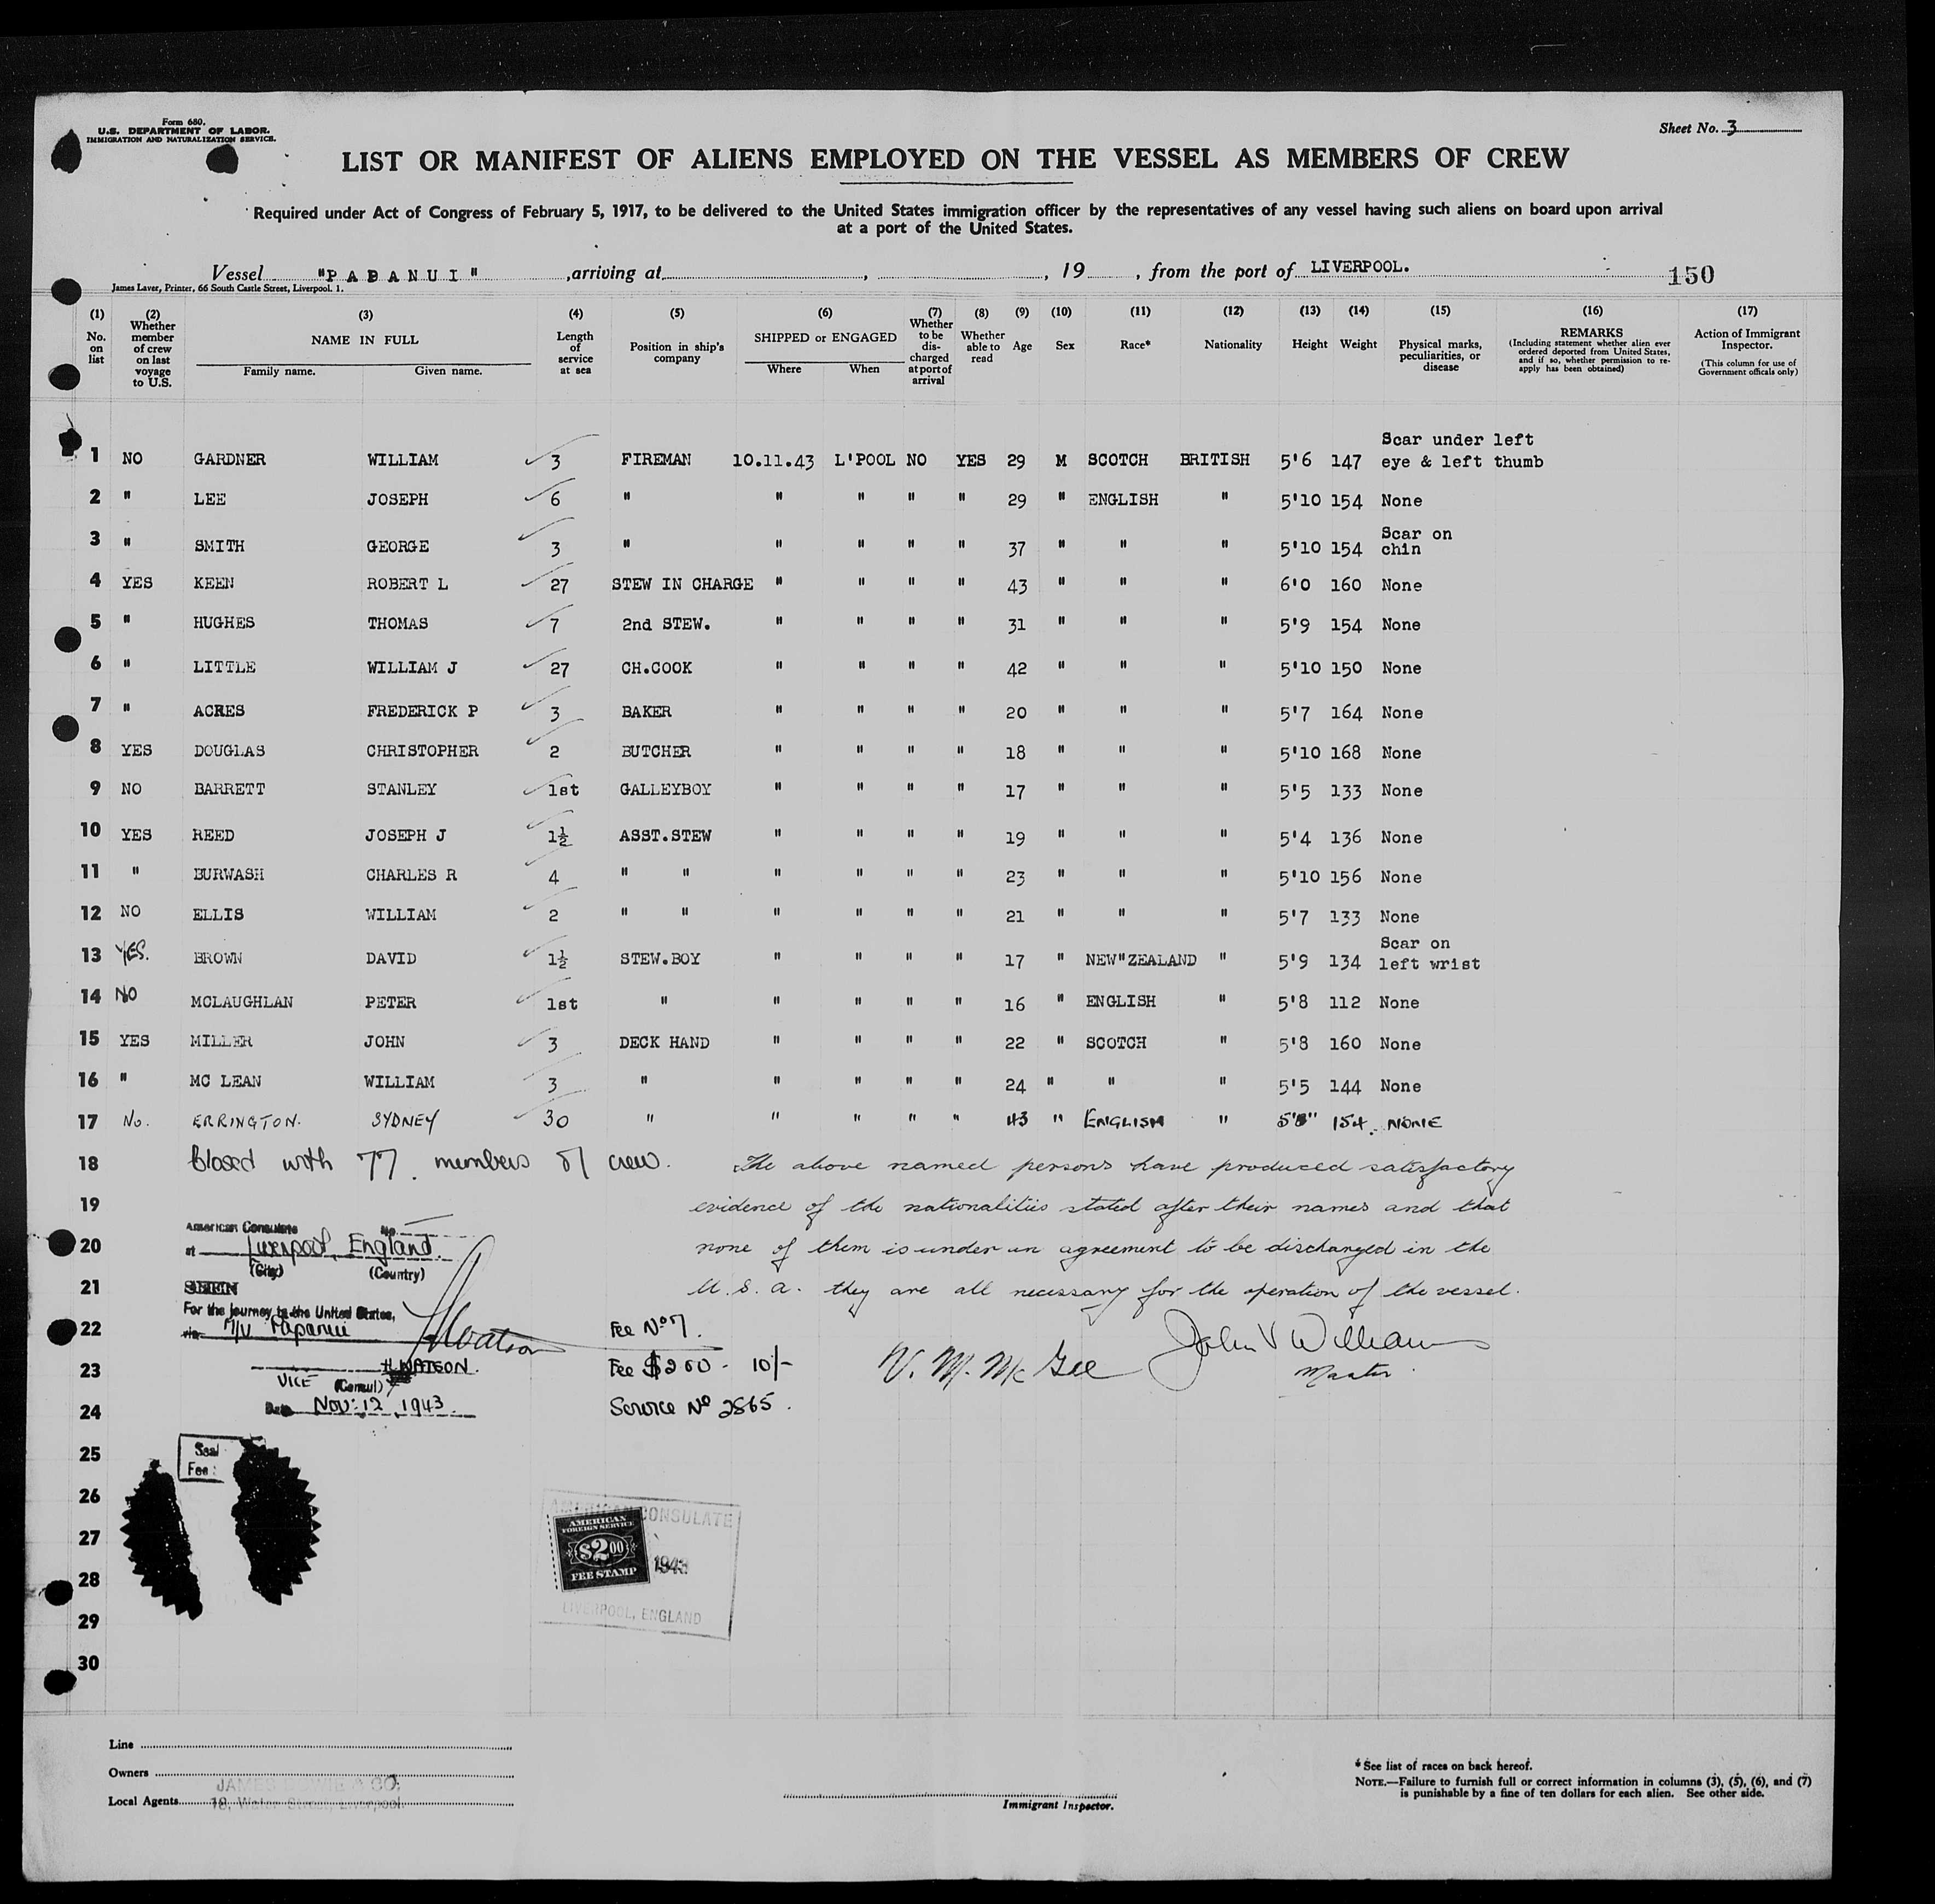 Form 680.
U.S. DEPARTMENT OF LABOR.
IMMIGRATION AND NATURALIZATION SERVICE.
Sheet No. 3
LIST OR MANIFEST OF ALIENS EMPLOYED ON THE VESSEL AS MEMBERS OF CREW
Required under Act of Congress of February 5, 1917, to be delivered to the United States immigration officer by the representatives of any vessel having such aliens on board upon arrival
at a port of the United States.
Vessel "PABANUI" , arriving at , , 19 , from the port of LIVERPOOL.
150
James Laver, Printer, 66 South Castle Street, Liverpool. 1.
(1) No. on list
(2) Whether member of crew on last voyage to U.S.
(3) NAME IN FULL
Family name. Given name.
(4) Length of service at sea
(5) Position in ship's company
(6) SHIPPED or ENGAGED
Where When
(7) Whether to be discharged at port of arrival
(8) Whether able to read
(9) Age
(10) Sex
(11) Race*
(12) Nationality
(13) Height
(14) Weight
(15) Physical marks, peculiarities, or disease
(16) REMARKS (Including statement whether alien ever ordered deported from United States, and if so, whether permission to re-apply has been obtained)
(17) Action of Immigrant Inspector. (This column for use of Government officals only)
1 NO GARDNER WILLIAM 3 FIREMAN 10.11.43 L'POOL NO YES 29 M SCOTCH BRITISH 5'6 147 Scar under left eye & left thumb
2 " LEE JOSEPH 6 " " " " " 29 " ENGLISH " 5'10 154 None
3 " SMITH GEORGE 3 " " " " " 37 " " " 5'10 154 Scar on chin
4 YES KEEN ROBERT L 27 STEW IN CHARGE " " " " 43 " " " 6'0 160 None
5 " HUGHES THOMAS 7 2nd STEW. " " " " 31 " " " 5'9 154 None
6 " LITTLE WILLIAM J 27 CH.COOK " " " " 42 " " " 5'10 150 None
7 " ACRES FREDERICK P 3 BAKER " " " " 20 " " " 5'7 164 None
8 YES DOUGLAS CHRISTOPHER 2 BUTCHER " " " " 18 " " " 5'10 168 None
9 NO BARRETT STANLEY 1st GALLEYBOY " " " " 17 " " " 5'5 133 None
10 YES REED JOSEPH J 1½ ASST.STEW " " " " 19 " " " 5'4 136 None
11 " BURWASH CHARLES R 4 " " " " " " 23 " " " 5'10 156 None
12 NO ELLIS WILLIAM 2 " " " " " " 21 " " " 5'7 133 None
13 YES. BROWN DAVID 1½ STEW.BOY " " " " 17 " NEW"ZEALAND " 5'9 134 Scar on left wrist
14 NO MCLAUGHLAN PETER 1st " " " " " 16 " ENGLISH " 5'8 112 None
15 YES MILLER JOHN 3 DECK HAND " " " " 22 " SCOTCH " 5'8 160 None
16 " MC LEAN WILLIAM 3 " " " " " 24 " " " 5'5 144 None
17 No. ERRINGTON. SYDNEY 30 " " " " " 43 " ENGLISH " 5'8" 154. NONE
18 Closed with 77. members of crew. The above named persons have produced satisfactory
19 evidence of the nationalities stated after their names and that
American Consulate No.
20 at Liverpool, England. none of them is under an agreement to be discharged in the
(City) (Country)
21 SEEN U.S.A. they are all necessary for the operation of the vessel.
For the journey to the United States,
22 via M/V Papanui HWatson Fee No 7. John V Williams
23 H.WATSON. Fee $2.00 - 10/- V. M. McGee Master
VICE (Consul)
24 Date Nov: 12, 1943. Service No 2865.
25 Seal
Fee:
26
AMERICAN CONSULATE
AMERICAN FOREIGN SERVICE
27 $2.00
28 FEE STAMP 1943
LIVERPOOL, ENGLAND
29
30
Line
Owners
JAMES DOWIE & CO.
Local Agents 18, Water Street, Liverpool.
Immigrant Inspector.
* See list of races on back hereof.
NOTE.—Failure to furnish full or correct information in columns (3), (5), (6), and (7)
is punishable by a fine of ten dollars for each alien. See other side.